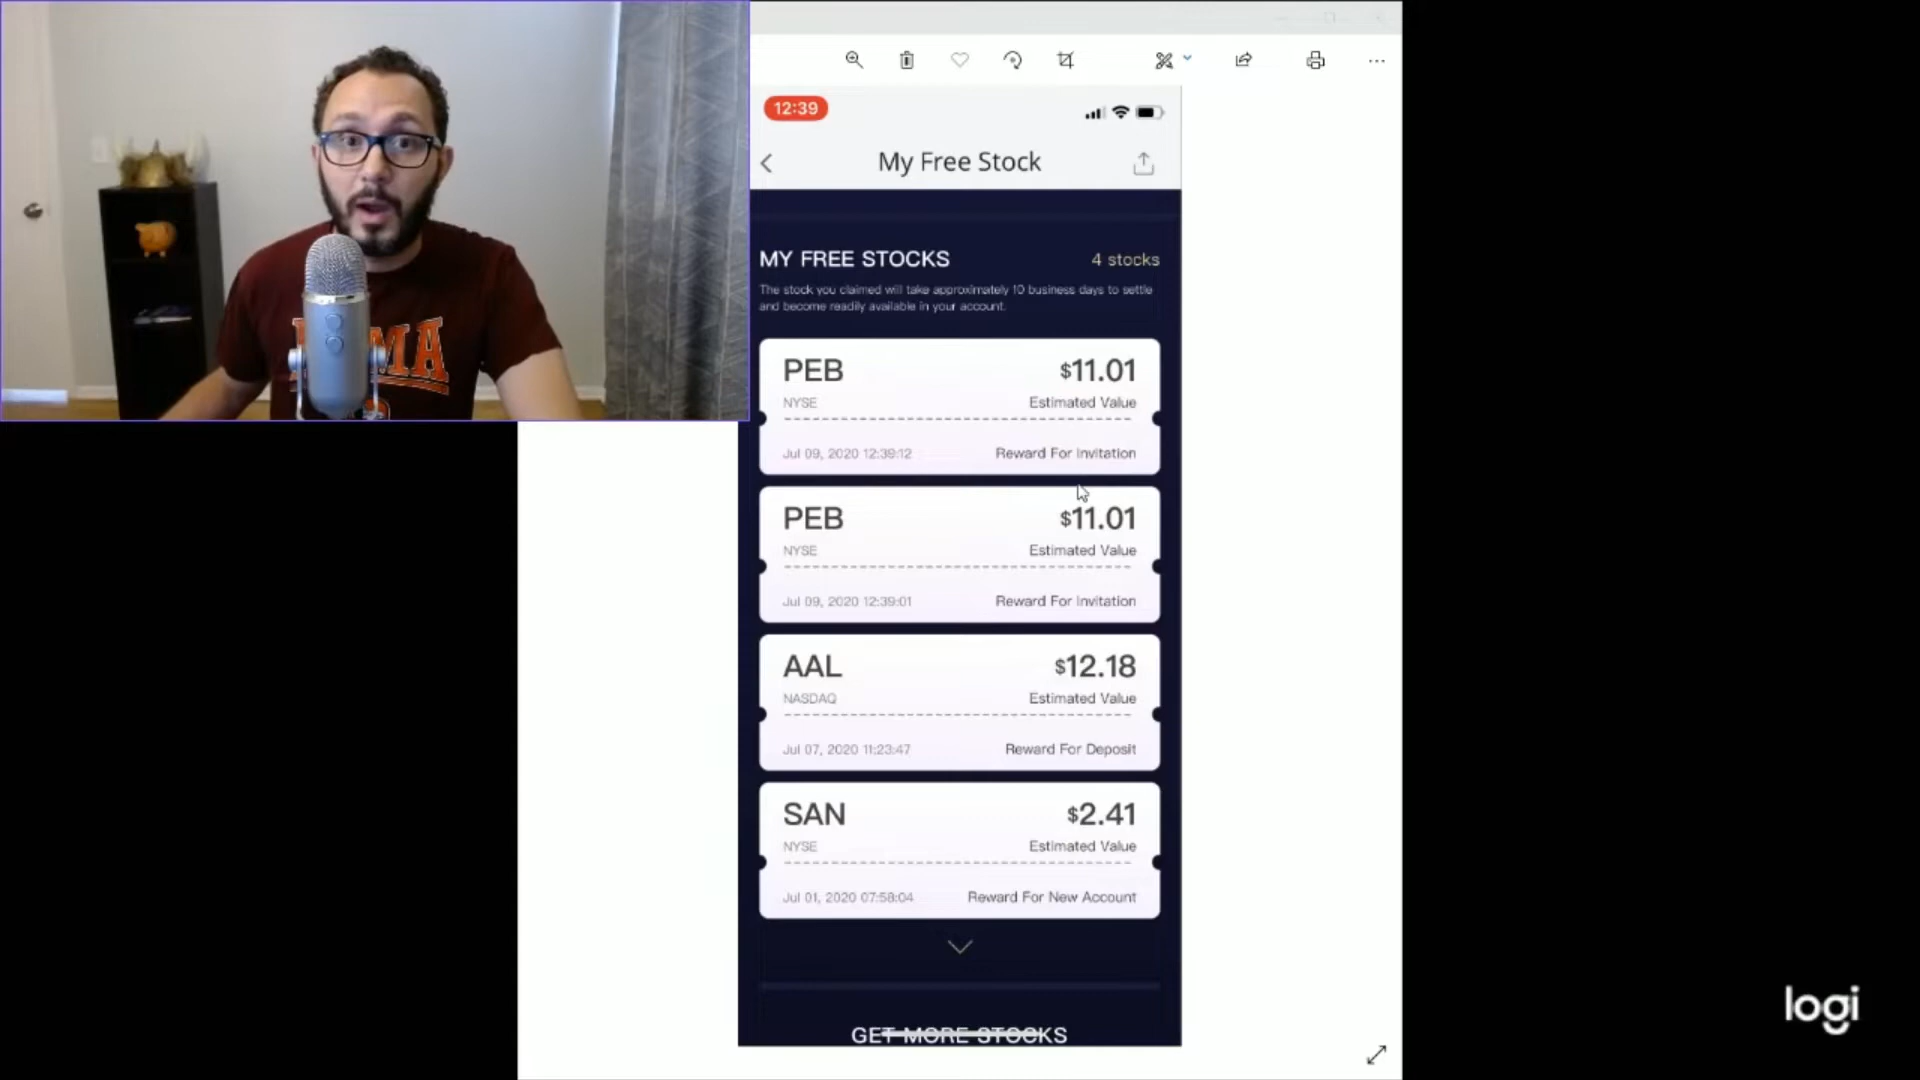 12:39
My Free Stock
MY FREE STOCKS
4 stocks
The stock you claimed will take approximately 10 business days to settle
and become readily available in your account.
PEB
$11.01
NYSE
Estimated Value
Jul 09, 2020 12:39:12
Reward For Invitation
PEB
$11.01
NYSE
Estimated Value
Jul 09, 2020 12:39:01
Reward For Invitation
AAL
$12.18
NASDAQ
Estimated Value
Jul 07, 2020 11:23:47
Reward For Deposit
SAN
$2.41
NYSE
Estimated Value
Jul 01, 2020 07:58:04
Reward For New Account
GET MORE STOCKS
logi